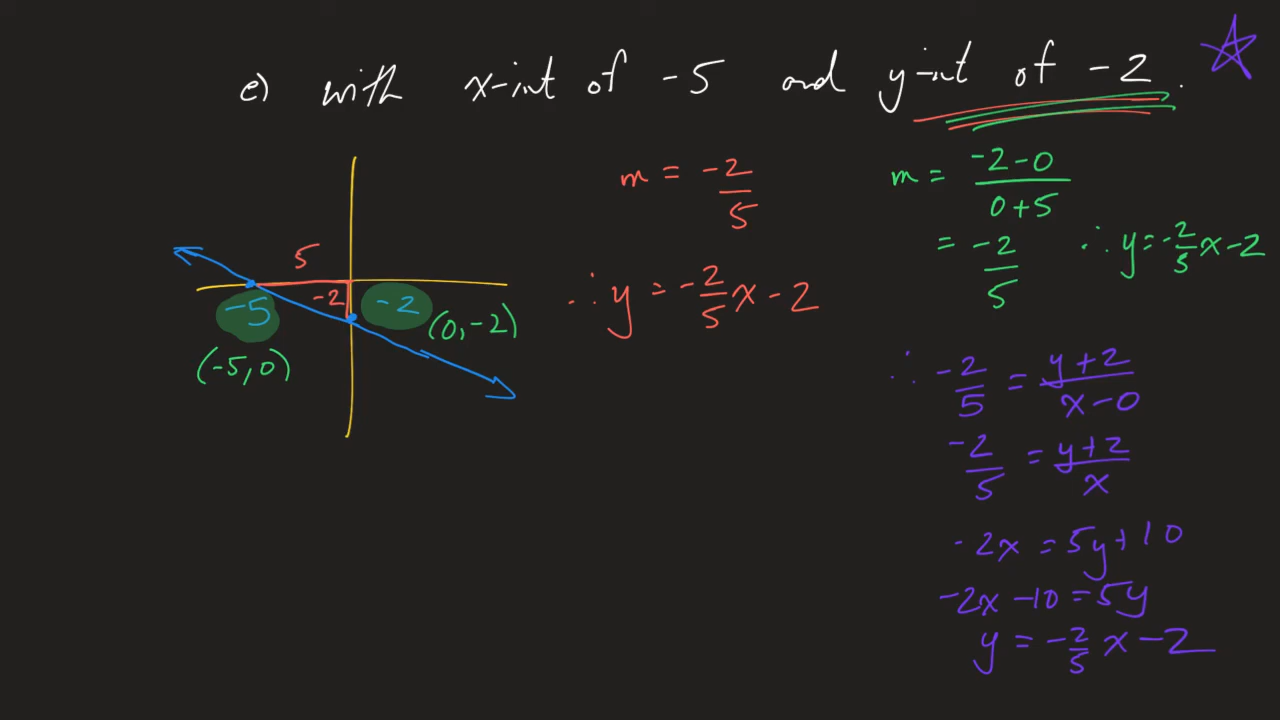 e) with x-int of -5 and y-int of -2.
5
-5
-2
-2
(0,-2)
(-5,0)
m = -2/5
∴ y = -2/5 x - 2
m = -2-0/0+5
= -2/5 ∴ y = -2/5 x - 2
∴ -2/5 = y+2/x-0
-2/5 = y+2/x
-2x = 5y+10
-2x -10 = 5y
y = -2/5 x - 2